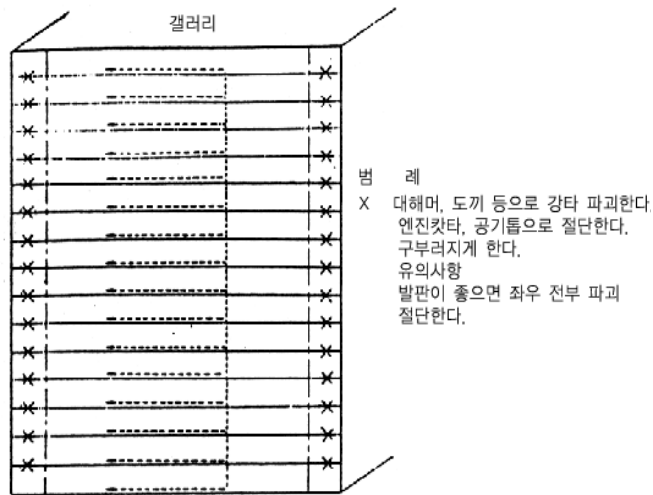 갤러리
범 례
X 대해머, 도끼 등으로 강타 파괴한다.
엔진캇타, 공기톱으로 절단한다.
구부러지게 한다.
유의사항
발판이 좋으면 좌우 전부 파괴
절단한다.